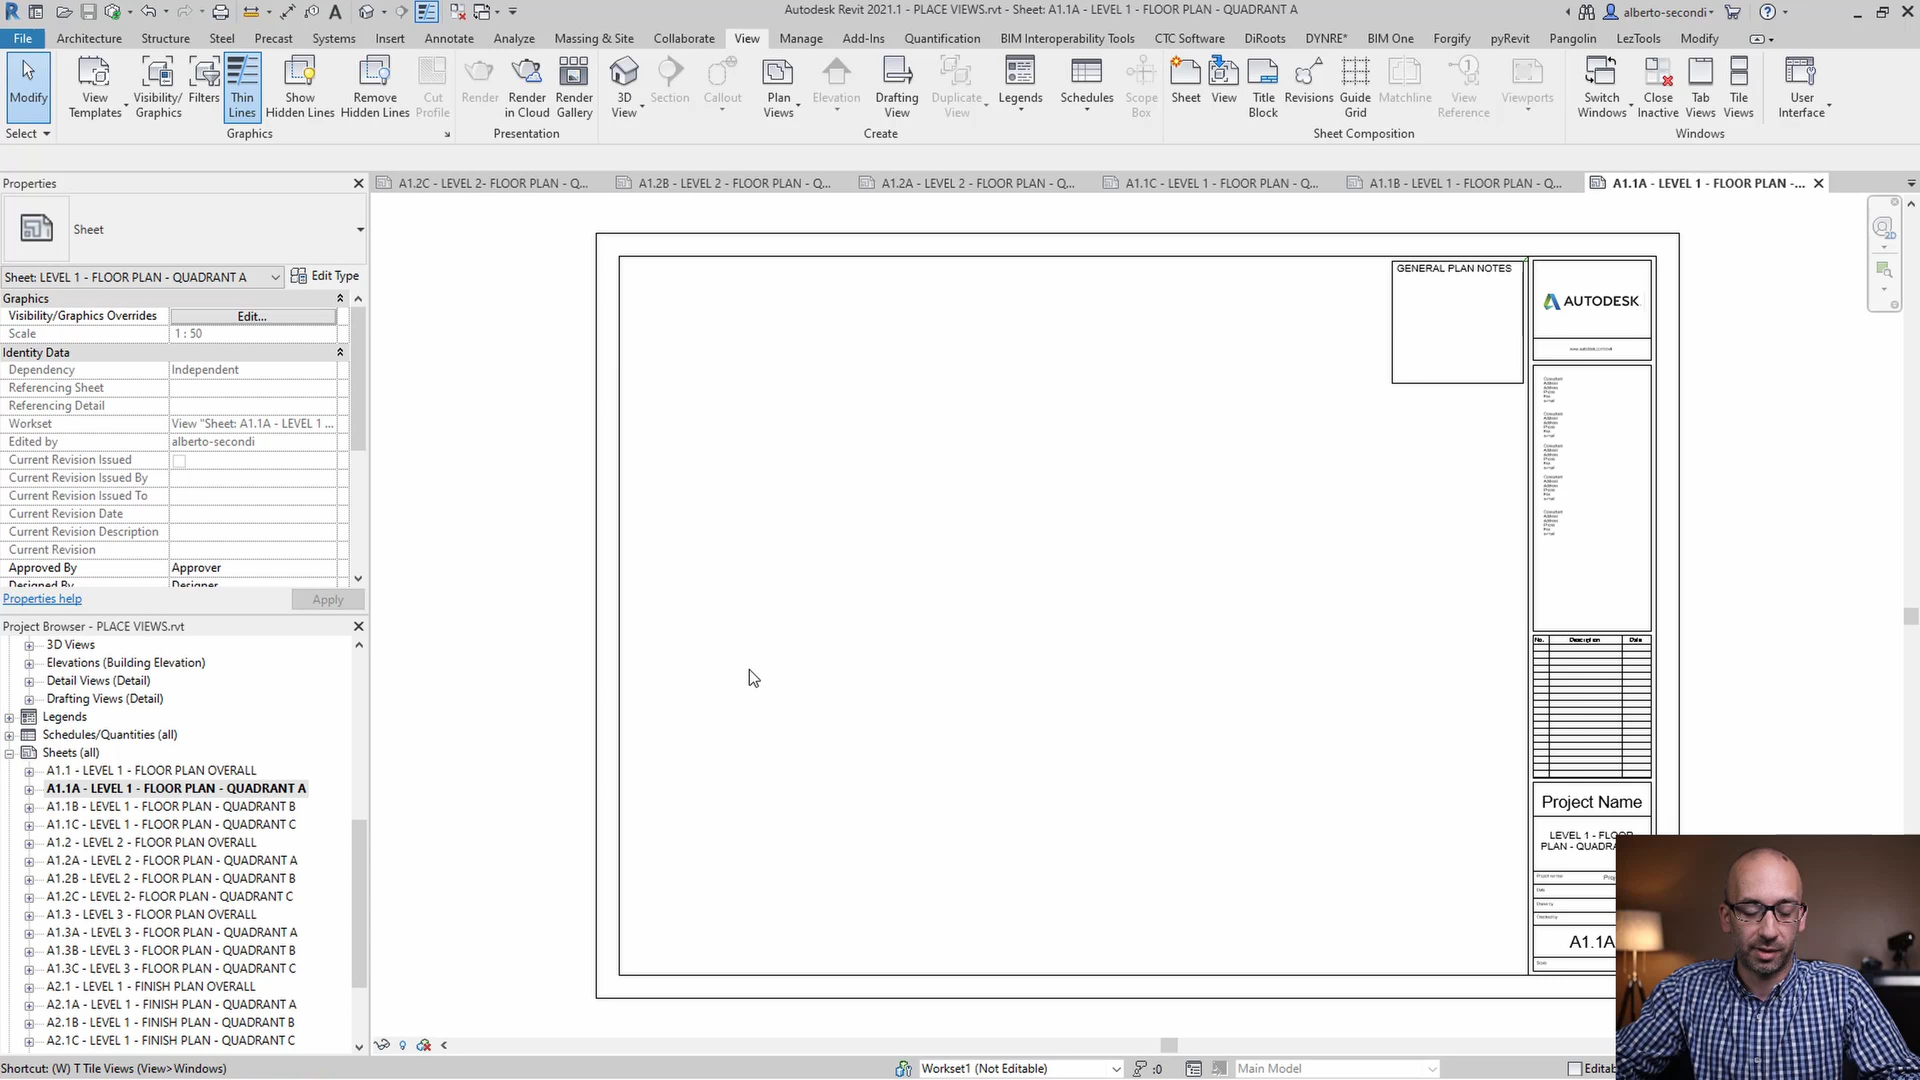 Autodesk Revit 2021.1 - PLACE VIEWS.rvt - Sheet: A1.1A - LEVEL 1 - FLOOR PLAN - QUADRANT A
alberto-secondi
File Architecture Structure Steel Precast Systems Insert Annotate Analyze Massing & Site Collaborate View Manage Add-Ins Quantification BIM Interoperability Tools CTC Software DiRoots DYNRE* BIM One Forgify pyRevit Pangolin LezTools Modify
Modify
View Templates
Visibility/ Graphics
Filters
Thin Lines
Show Hidden Lines
Remove Hidden Lines
Cut Profile
Render
Render in Cloud
Render Gallery
3D View
Section
Callout
Plan Views
Elevation
Drafting View
Duplicate View
Legends
Schedules
Scope Box
Sheet
View
Title Block
Revisions
Guide Grid
Matchline
View Reference
Viewports
Switch Windows
Close Inactive
Tab Views
Tile Views
User Interface
Select Graphics Presentation Create Sheet Composition Windows
Properties
A1.2C - LEVEL 2- FLOOR PLAN - Q...
A1.2B - LEVEL 2 - FLOOR PLAN - Q...
A1.2A - LEVEL 2 - FLOOR PLAN - Q...
A1.1C - LEVEL 1 - FLOOR PLAN - Q...
A1.1B - LEVEL 1 - FLOOR PLAN - Q...
A1.1A - LEVEL 1 - FLOOR PLAN -...
Sheet
Sheet: LEVEL 1 - FLOOR PLAN - QUADRANT A
Edit Type
Graphics
Visibility/Graphics Overrides Edit...
Scale 1 : 50
Identity Data
Dependency Independent
Referencing Sheet
Referencing Detail
Workset View "Sheet: A1.1A - LEVEL 1 ...
Edited by alberto-secondi
Current Revision Issued
Current Revision Issued By
Current Revision Issued To
Current Revision Date
Current Revision Description
Current Revision
Approved By Approver
Designed By Designer
Properties help
Apply
Project Browser - PLACE VIEWS.rvt
3D Views
Elevations (Building Elevation)
Detail Views (Detail)
Drafting Views (Detail)
Legends
Schedules/Quantities (all)
Sheets (all)
A1.1 - LEVEL 1 - FLOOR PLAN OVERALL
A1.1A - LEVEL 1 - FLOOR PLAN - QUADRANT A
A1.1B - LEVEL 1 - FLOOR PLAN - QUADRANT B
A1.1C - LEVEL 1 - FLOOR PLAN - QUADRANT C
A1.2 - LEVEL 2 - FLOOR PLAN OVERALL
A1.2A - LEVEL 2 - FLOOR PLAN - QUADRANT A
A1.2B - LEVEL 2 - FLOOR PLAN - QUADRANT B
A1.2C - LEVEL 2- FLOOR PLAN - QUADRANT C
A1.3 - LEVEL 3 - FLOOR PLAN OVERALL
A1.3A - LEVEL 3 - FLOOR PLAN - QUADRANT A
A1.3B - LEVEL 3 - FLOOR PLAN - QUADRANT B
A1.3C - LEVEL 3 - FLOOR PLAN - QUADRANT C
A2.1 - LEVEL 1 - FINISH PLAN OVERALL
A2.1A - LEVEL 1 - FINISH PLAN - QUADRANT A
A2.1B - LEVEL 1 - FINISH PLAN - QUADRANT B
A2.1C - LEVEL 1 - FINISH PLAN - QUADRANT C
GENERAL PLAN NOTES
AUTODESK
No. Description Date
Project Name
LEVEL 1 - FLOOR
A1.1A
2D
Shortcut: (W) T Tile Views (View> Windows)
Workset1 (Not Editable)
:0
Main Model